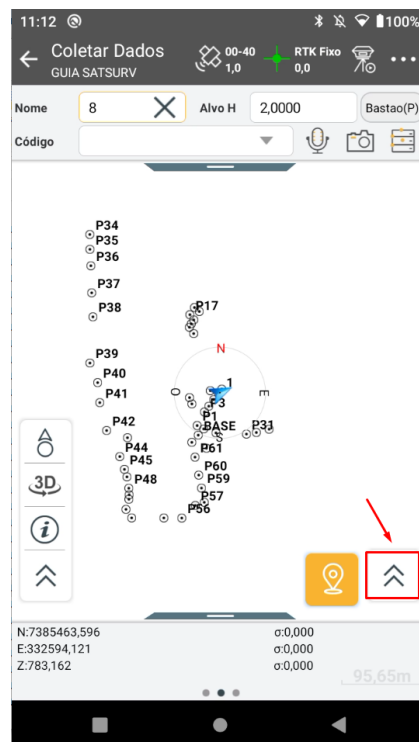 11:12 100%
Coletar Dados 00-40 RTK Fixo
GUIA SATSURV 1,0 0,0
Nome 8 Alvo H 2,0000 Bastao(P)
Código
P34
P35
P36
P37
P38 P17
N
P39
P40
1
P41 O E
F3
P1
P42 BASE P31
S
P44 P61
P45
P60
P48 P59
P57
P56
3D
i
N:7385463,596 σ:0,000
E:332594,121 σ:0,000
Z:783,162 σ:0,000
95,65m